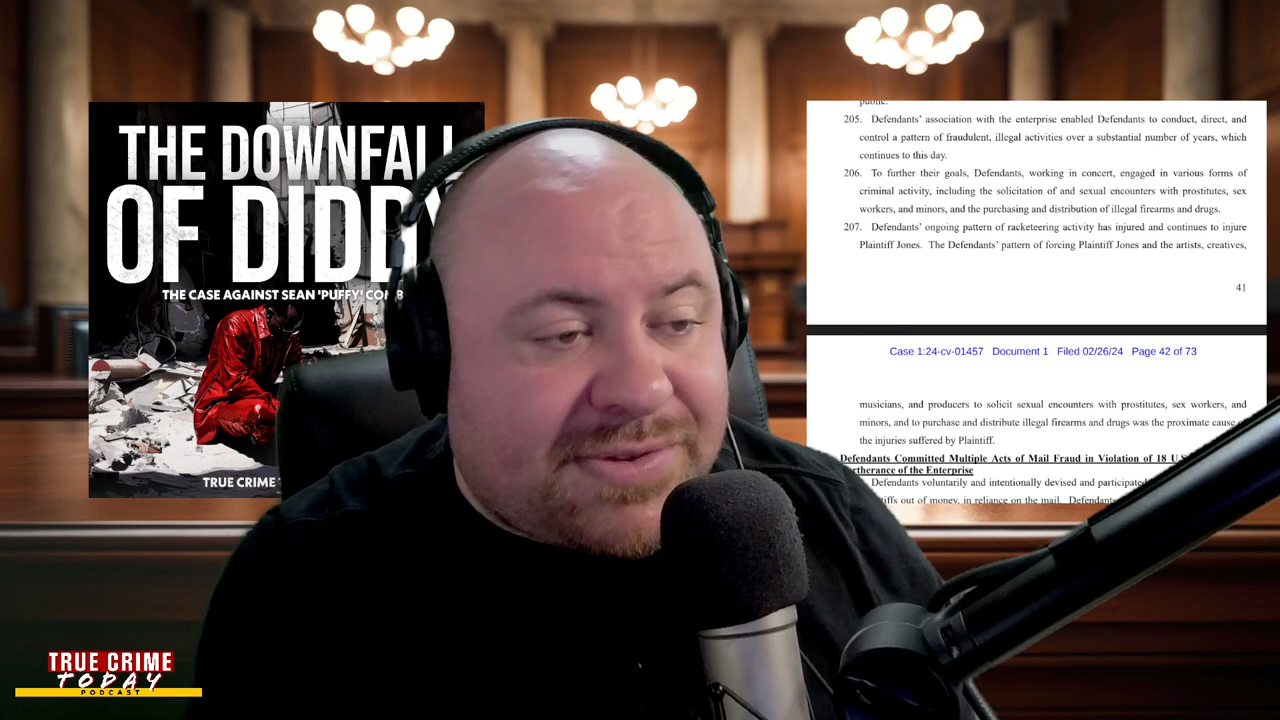 THE DOWNFALL
OF DIDDY
THE CASE AGAINST SEAN 'PUFFY' COMB
TRUE CRIME
public.
205. Defendants' association with the enterprise enabled Defendants to conduct, direct, and
control a pattern of fraudulent, illegal activities over a substantial number of years, which
continues to this day.
206. To further their goals, Defendants, working in concert, engaged in various forms of
criminal activity, including the solicitation of and sexual encounters with prostitutes, sex
workers, and minors, and the purchasing and distribution of illegal firearms and drugs.
207. Defendants' ongoing pattern of racketeering activity has injured and continues to injure
Plaintiff Jones. The Defendants' pattern of forcing Plaintiff Jones and the artists, creatives,
41
Case 1:24-cv-01457 Document 1 Filed 02/26/24 Page 42 of 73
musicians, and producers to solicit sexual encounters with prostitutes, sex workers, and
minors, and to purchase and distribute illegal firearms and drugs was the proximate cause
the injuries suffered by Plaintiff.
Defendants Committed Multiple Acts of Mail Fraud in Violation of 18 U.S
rtherance of the Enterprise
Defendants voluntarily and intentionally devised and participated
tiffs out of money, in reliance on the mail. Defendants
TRUE CRIME
TODAY
PODCAST